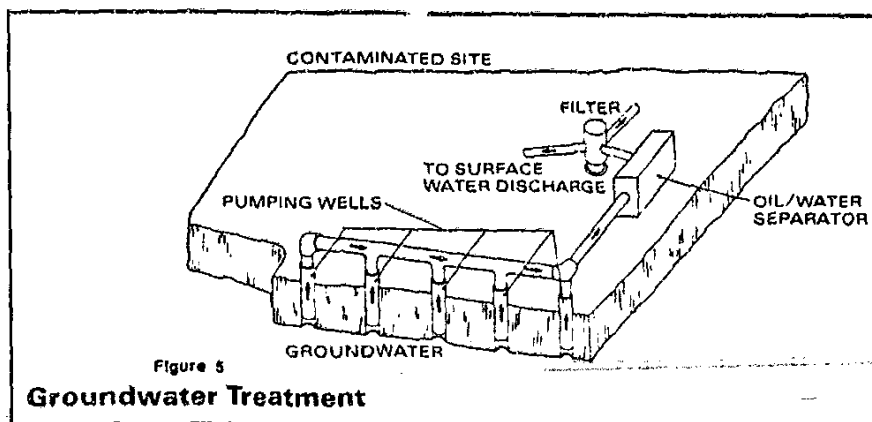 CONTAMINATED SITE
FILTER
TO SURFACE
WATER DISCHARGE
PUMPING WELLS
OIL/WATER
SEPARATOR
GROUNDWATER
Figure 5
Groundwater Treatment